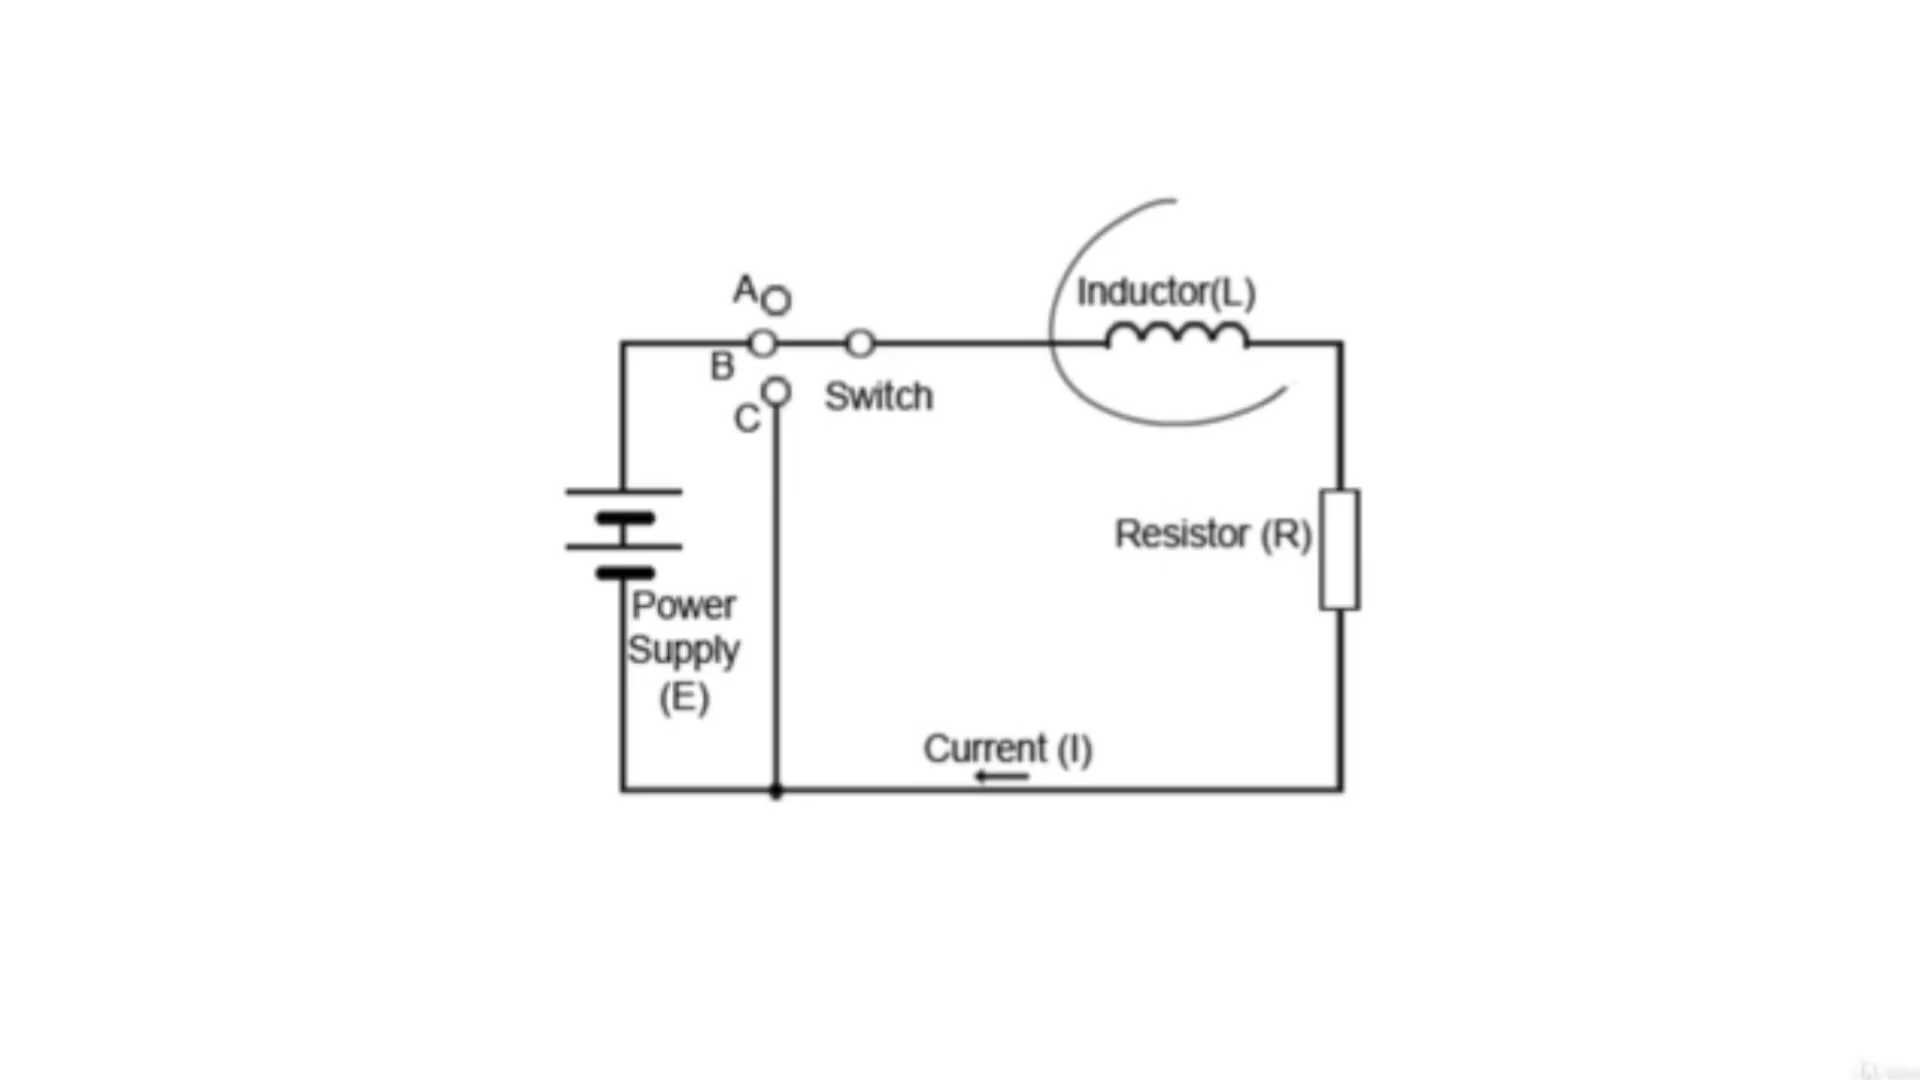 A
Inductor(L)
B
C
Switch
Resistor (R)
Power
Supply
(E)
Current (I)